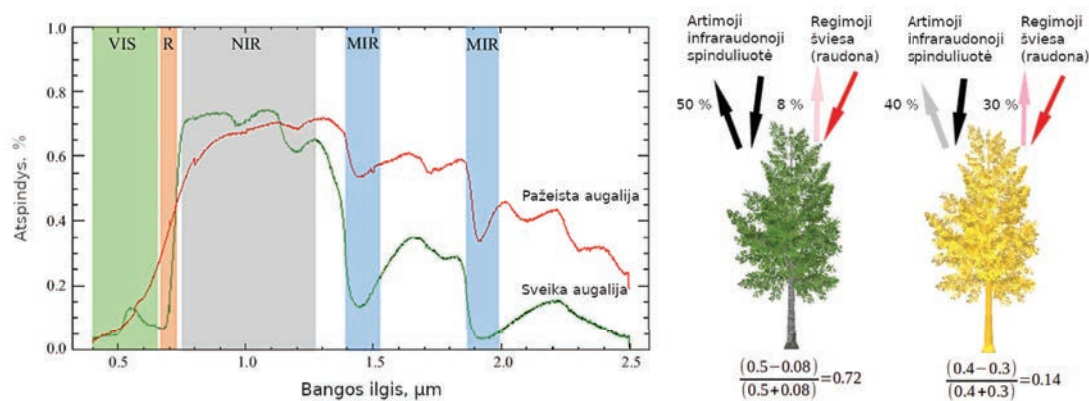 Atspindys. %
1.0
0.8
0.6
0.4
0.2
0.0
VIS
R
NIR
MIR
MIR
Pažeista augalija
Sveika augalija
0.5
1.0
1.5
2.0
2.5
Bangos ilgis, μm
Artimoji
infraraudonoji
spinduliuotė
Regimoji
šviesa
(raudona)
50 %
8 %
(0.5−0.08)
(0.5+0.08)
=0.72
Artimoji
infraraudonoji
spinduliuotė
Regimoji
šviesa
(raudona)
40 %
30 %
(0.4−0.3)
(0.4+0.3)
=0.14